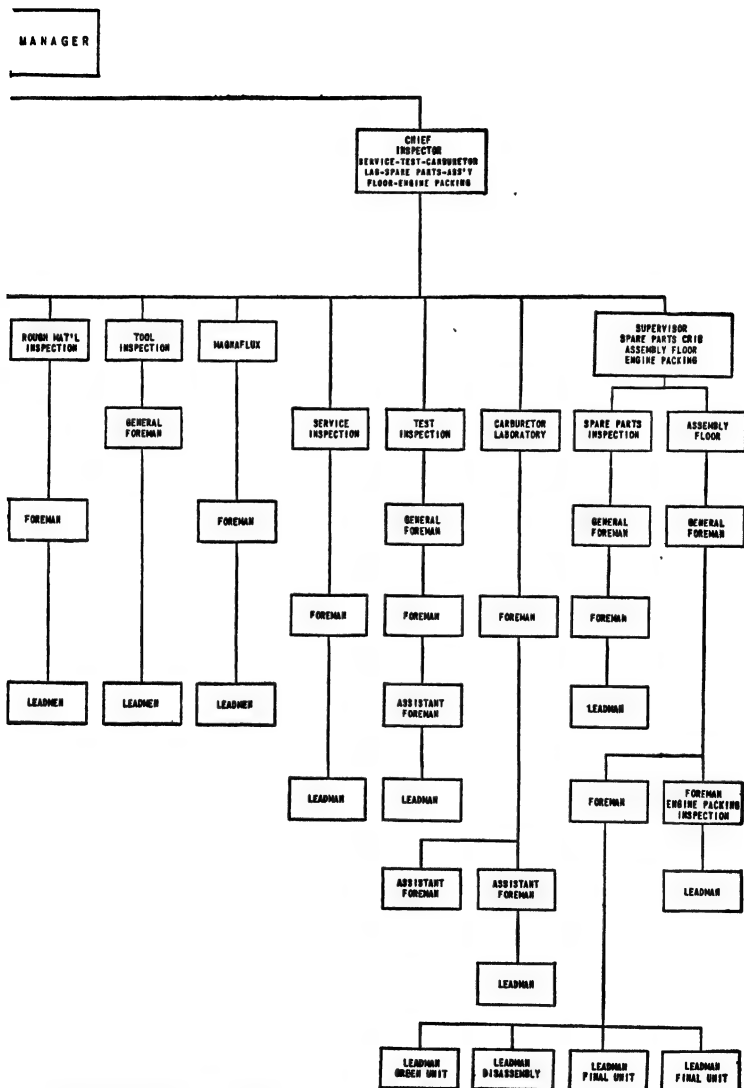 MANAGER
CHIEF
INSPECTOR
SERVICE-TEST-CARBURETOR
LAB-SPARE PARTS-ASS'Y
FLOOR-ENGINE PACKING
ROUGH MAT'L
INSPECTION
TOOL
INSPECTION
MAGNAFLUX
SUPERVISOR
SPARE PARTS CRIB
ASSEMBLY FLOOR
ENGINE PACKING
GENERAL
FOREMAN
SERVICE
INSPECTION
TEST
INSPECTION
CARBURETOR
LABORATORY
SPARE PARTS
INSPECTION
ASSEMBLY
FLOOR
FOREMAN
FOREMAN
GENERAL
FOREMAN
GENERAL
FOREMAN
GENERAL
FOREMAN
FOREMAN
FOREMAN
FOREMAN
FOREMAN
LEADMEN
LEADMEN
LEADMEN
ASSISTANT
FOREMAN
LEADMAN
LEADMAN
LEADMAN
FOREMAN
FOREMAN
ENGINE PACKING
INSPECTION
ASSISTANT
FOREMAN
ASSISTANT
FOREMAN
LEADMAN
LEADMAN
LEADMAN
GREEN UNIT
LEADMAN
DISASSEMBLY
LEADMAN
FINAL UNIT
LEADMAN
FINAL UNIT